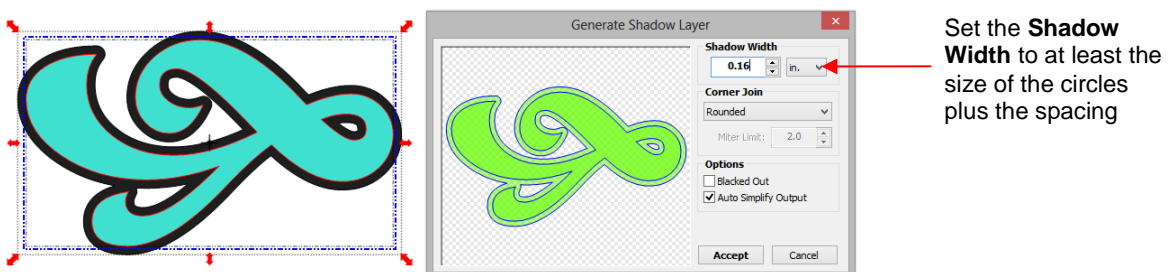 Generate Shadow Layer
×
Shadow Width
0.16 in.
Corner Join
Rounded
Miter Limit: 2.0
Options
Blacked Out
Auto Simplify Output
Accept Cancel
Set the Shadow
Width to at least the
size of the circles
plus the spacing